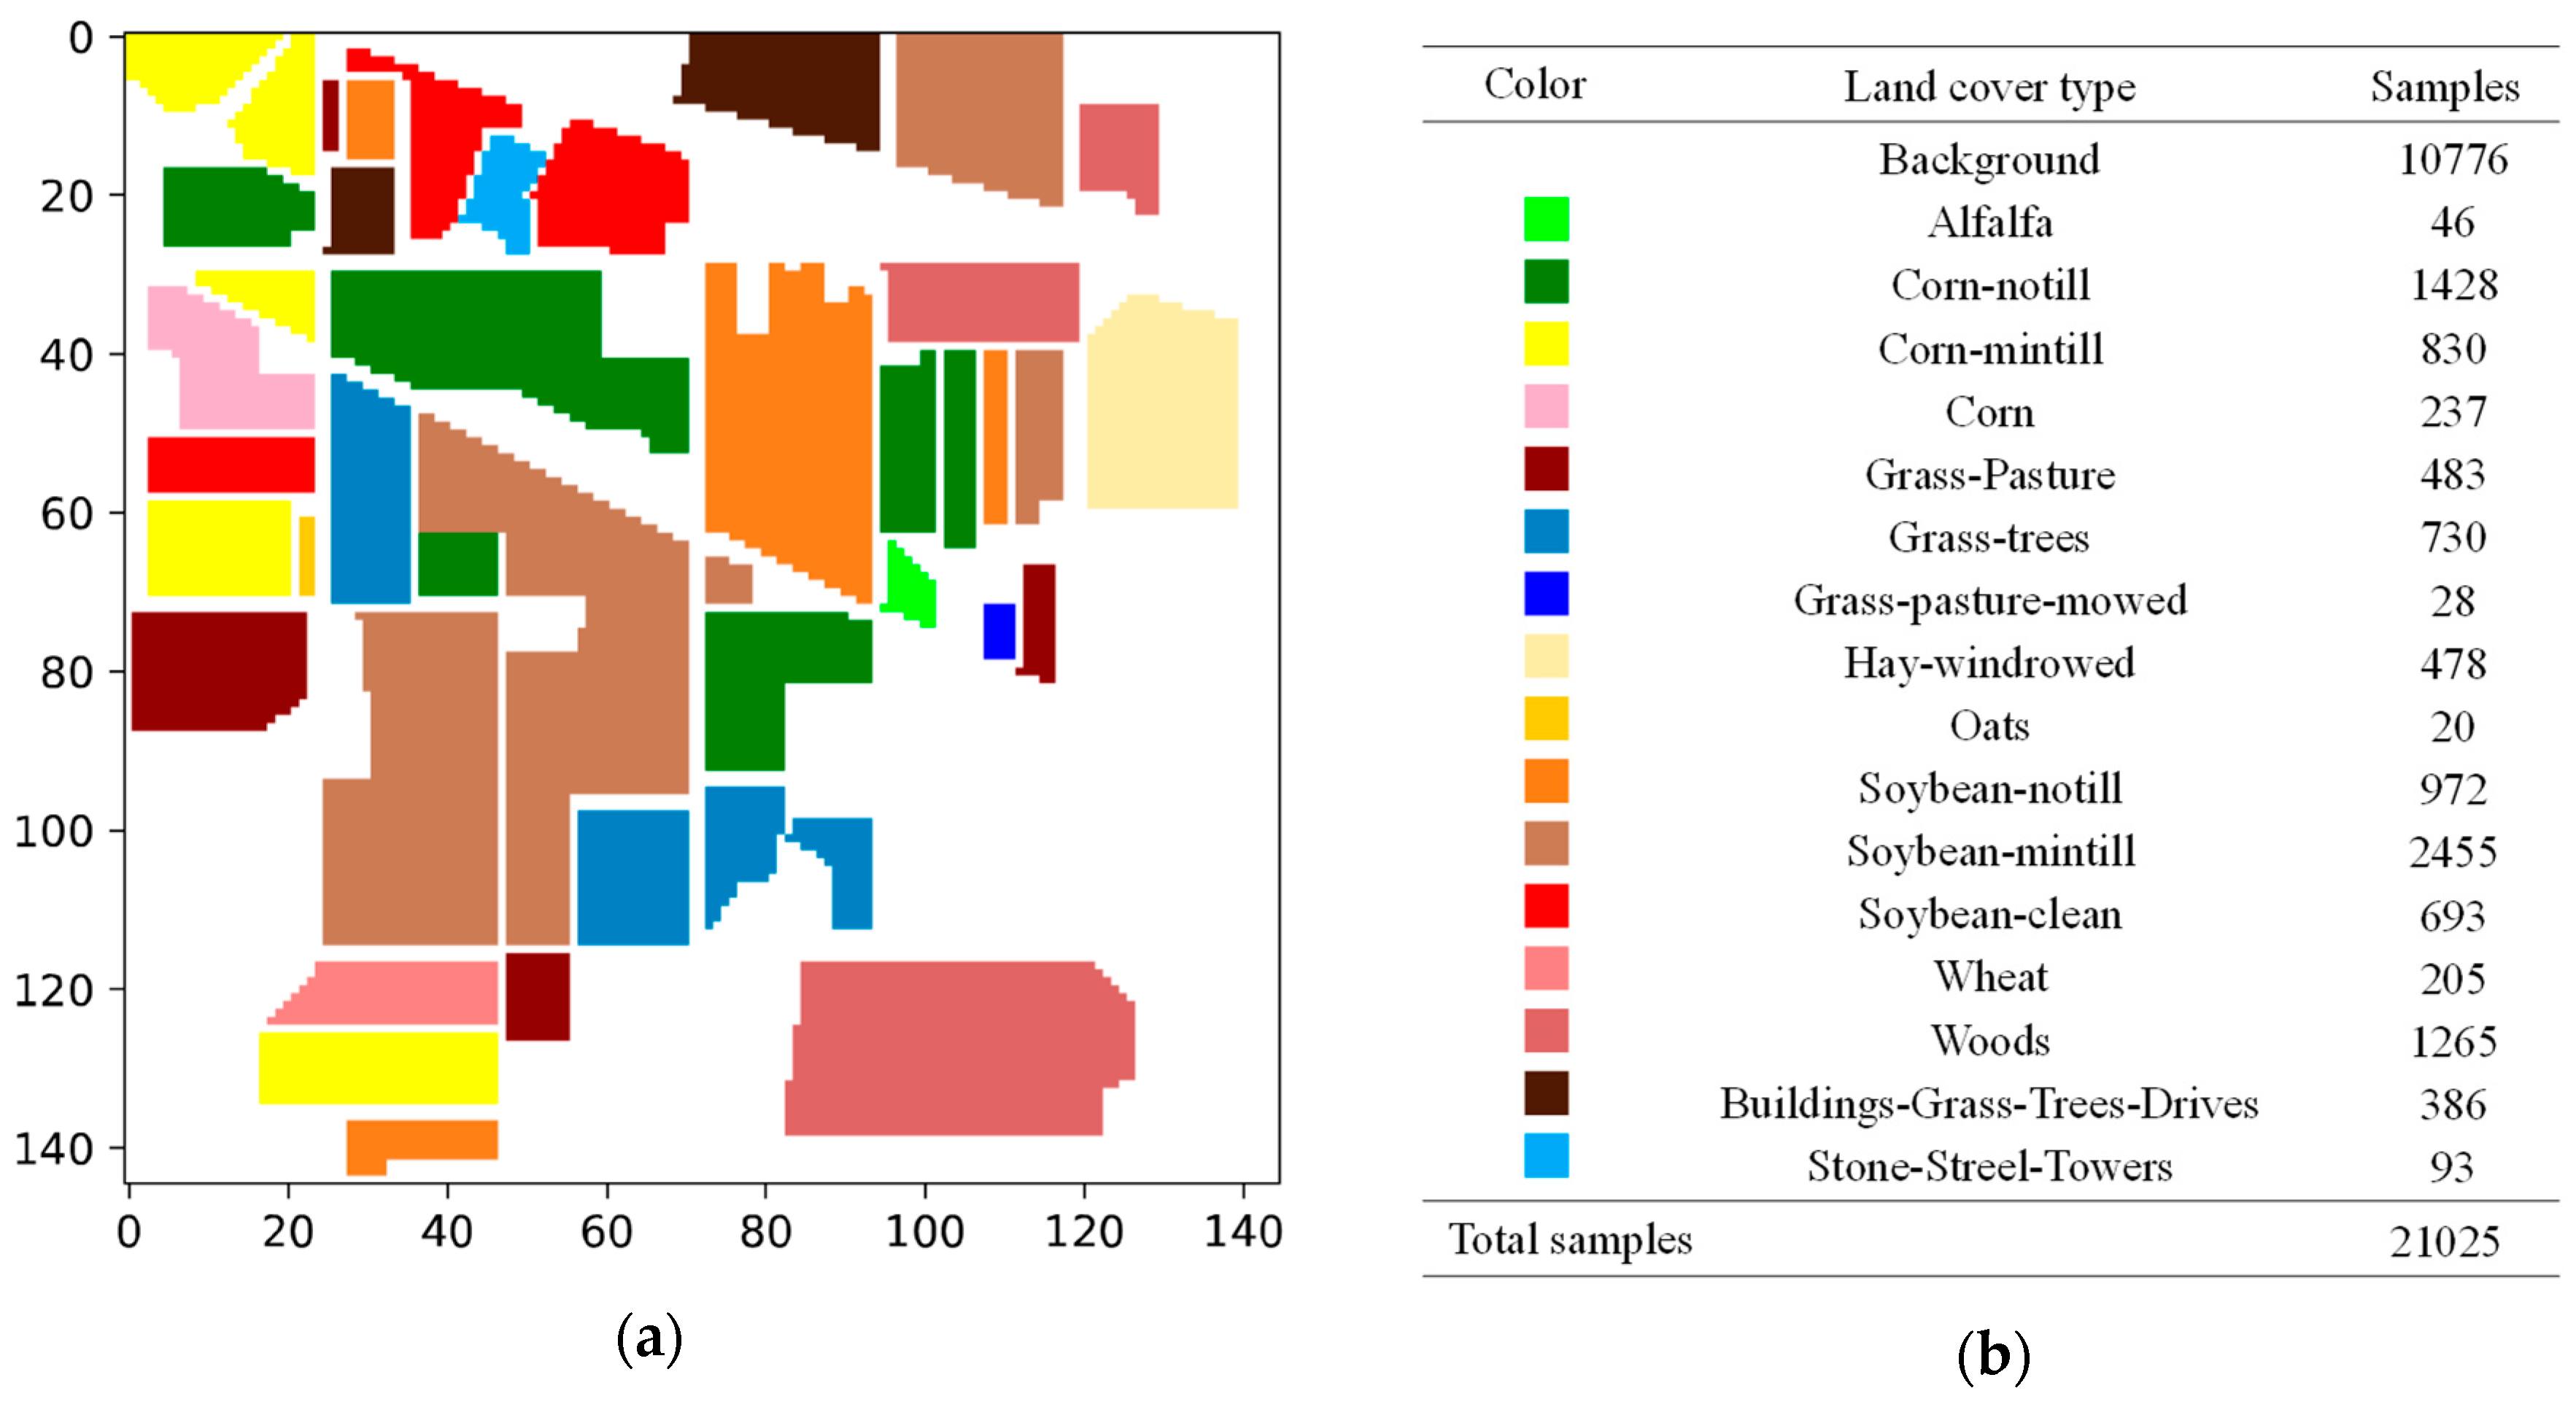 0
20
40
60
80
100
120
140
0 20 40 60 80 100 120 140
(a)
Color Land cover type Samples
Background 10776
Alfalfa 46
Corn-notill 1428
Corn-mintill 830
Corn 237
Grass-Pasture 483
Grass-trees 730
Grass-pasture-mowed 28
Hay-windrowed 478
Oats 20
Soybean-notill 972
Soybean-mintill 2455
Soybean-clean 693
Wheat 205
Woods 1265
Buildings-Grass-Trees-Drives 386
Stone-Streel-Towers 93
Total samples 21025
(b)